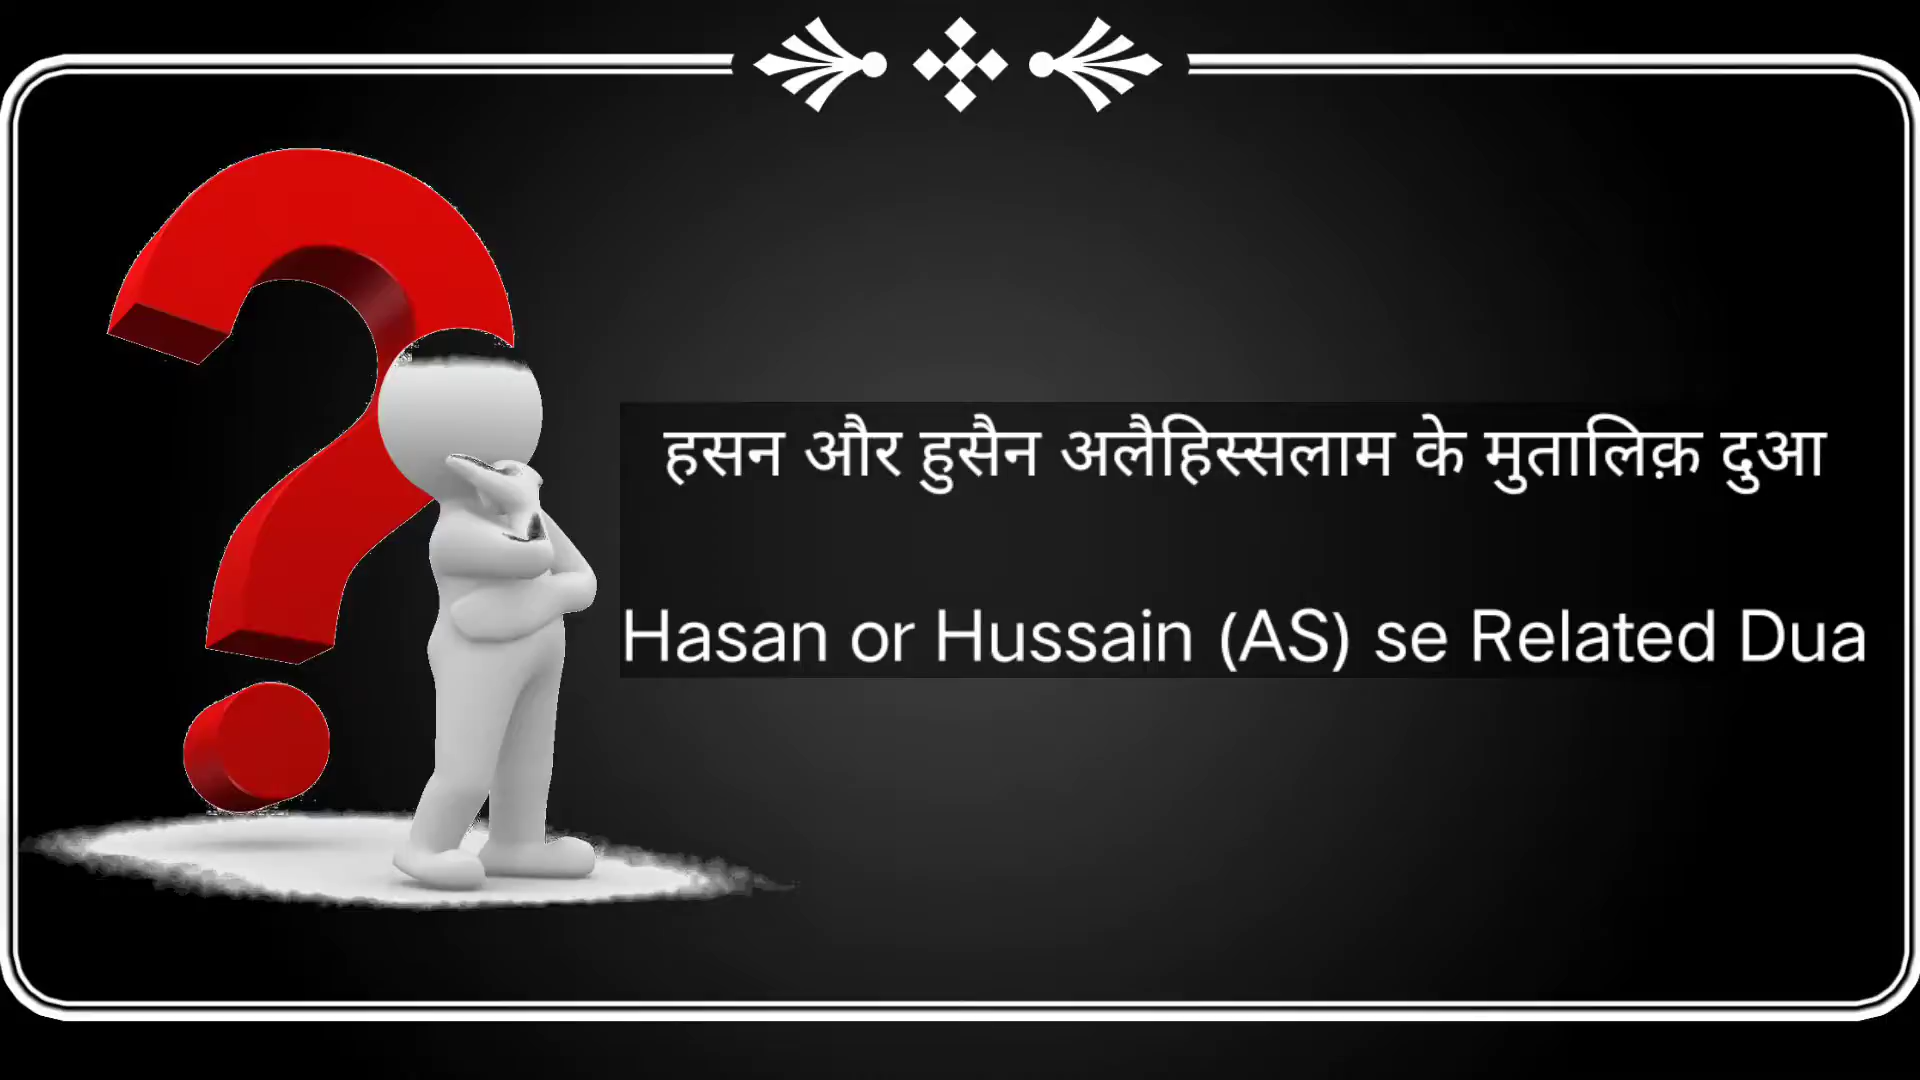 हसन और हुसैन अलैहिस्सलाम के मुतालिक़ दुआ
Hasan or Hussain (AS) se Related Dua